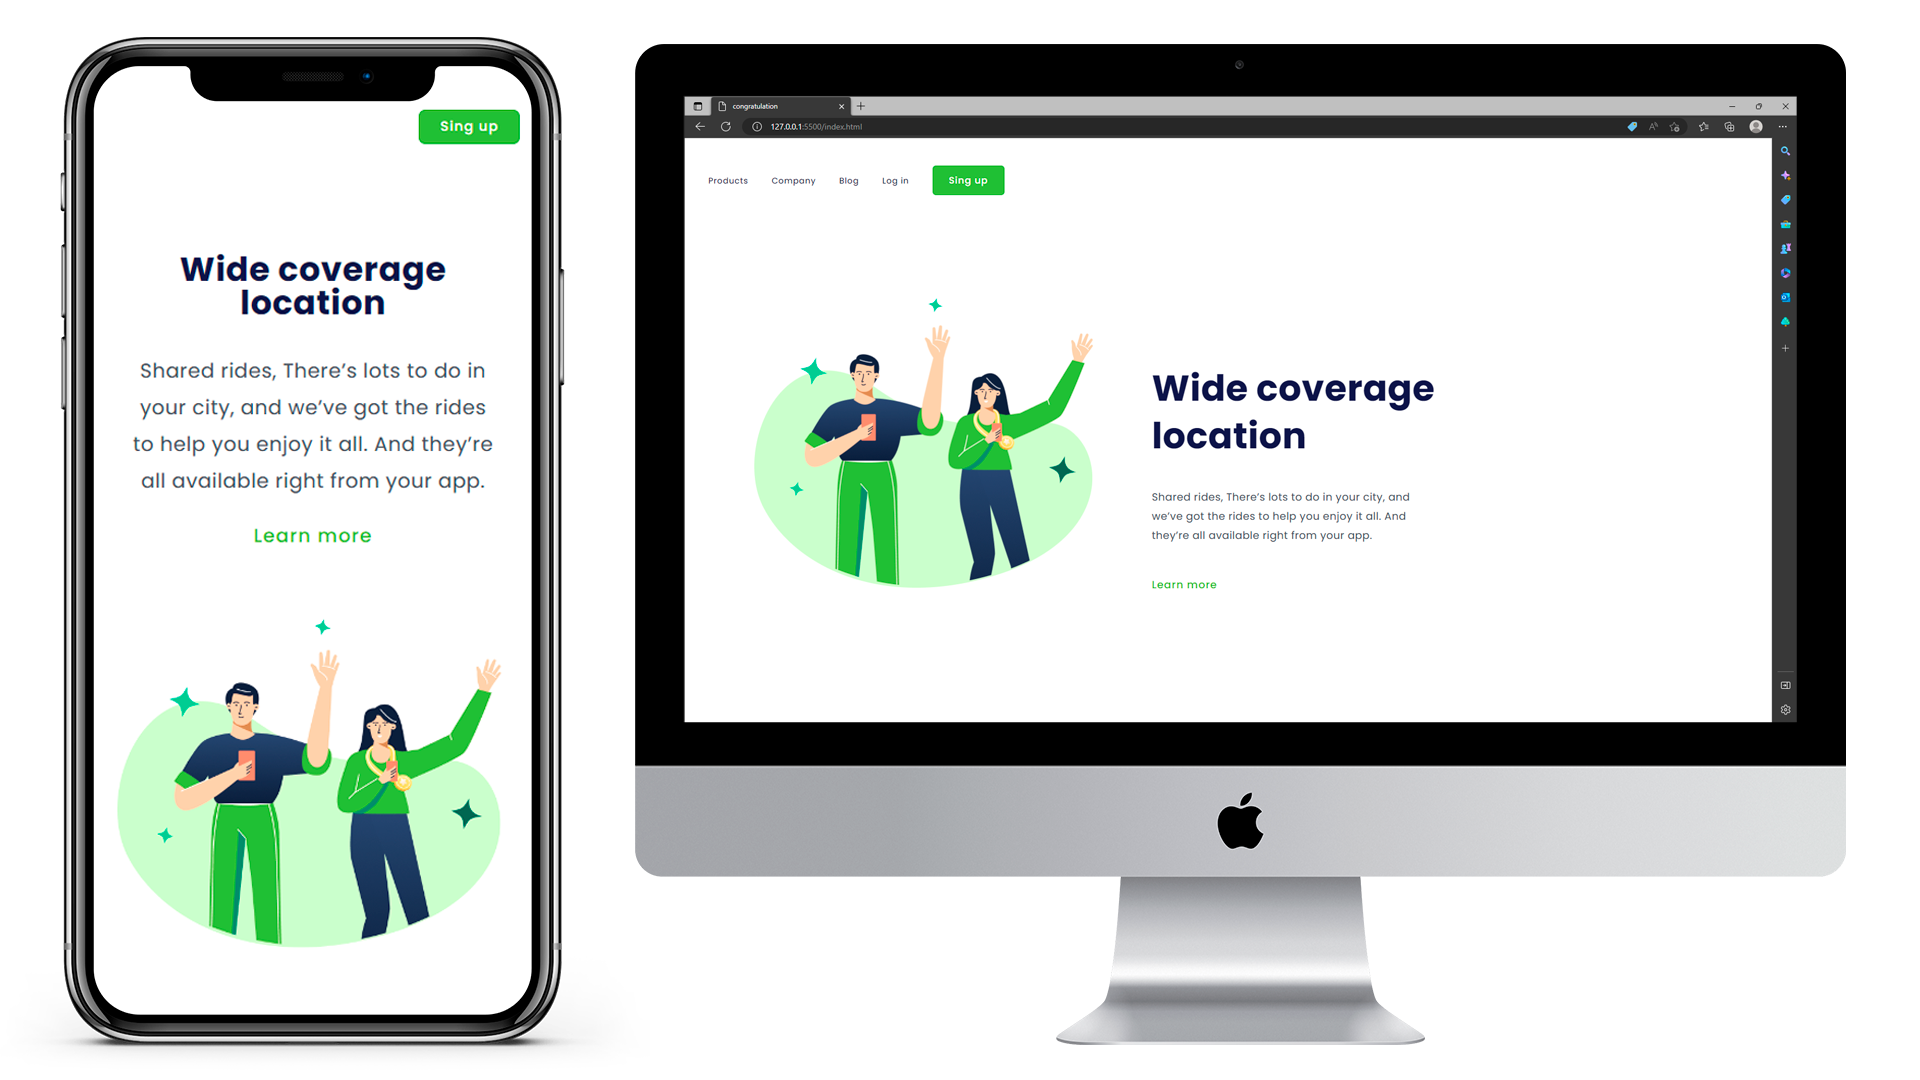 Sing up
Wide coverage
location
Shared rides, There’s lots to do in
your city, and we’ve got the rides
to help you enjoy it all. And they’re
all available right from your app.
Learn more
congratulation
127.0.0.1:5500/index.html
Products Company Blog Log in Sing up
Wide coverage
location
Shared rides, There’s lots to do in your city, and
we’ve got the rides to help you enjoy it all. And
they’re all available right from your app.
Learn more